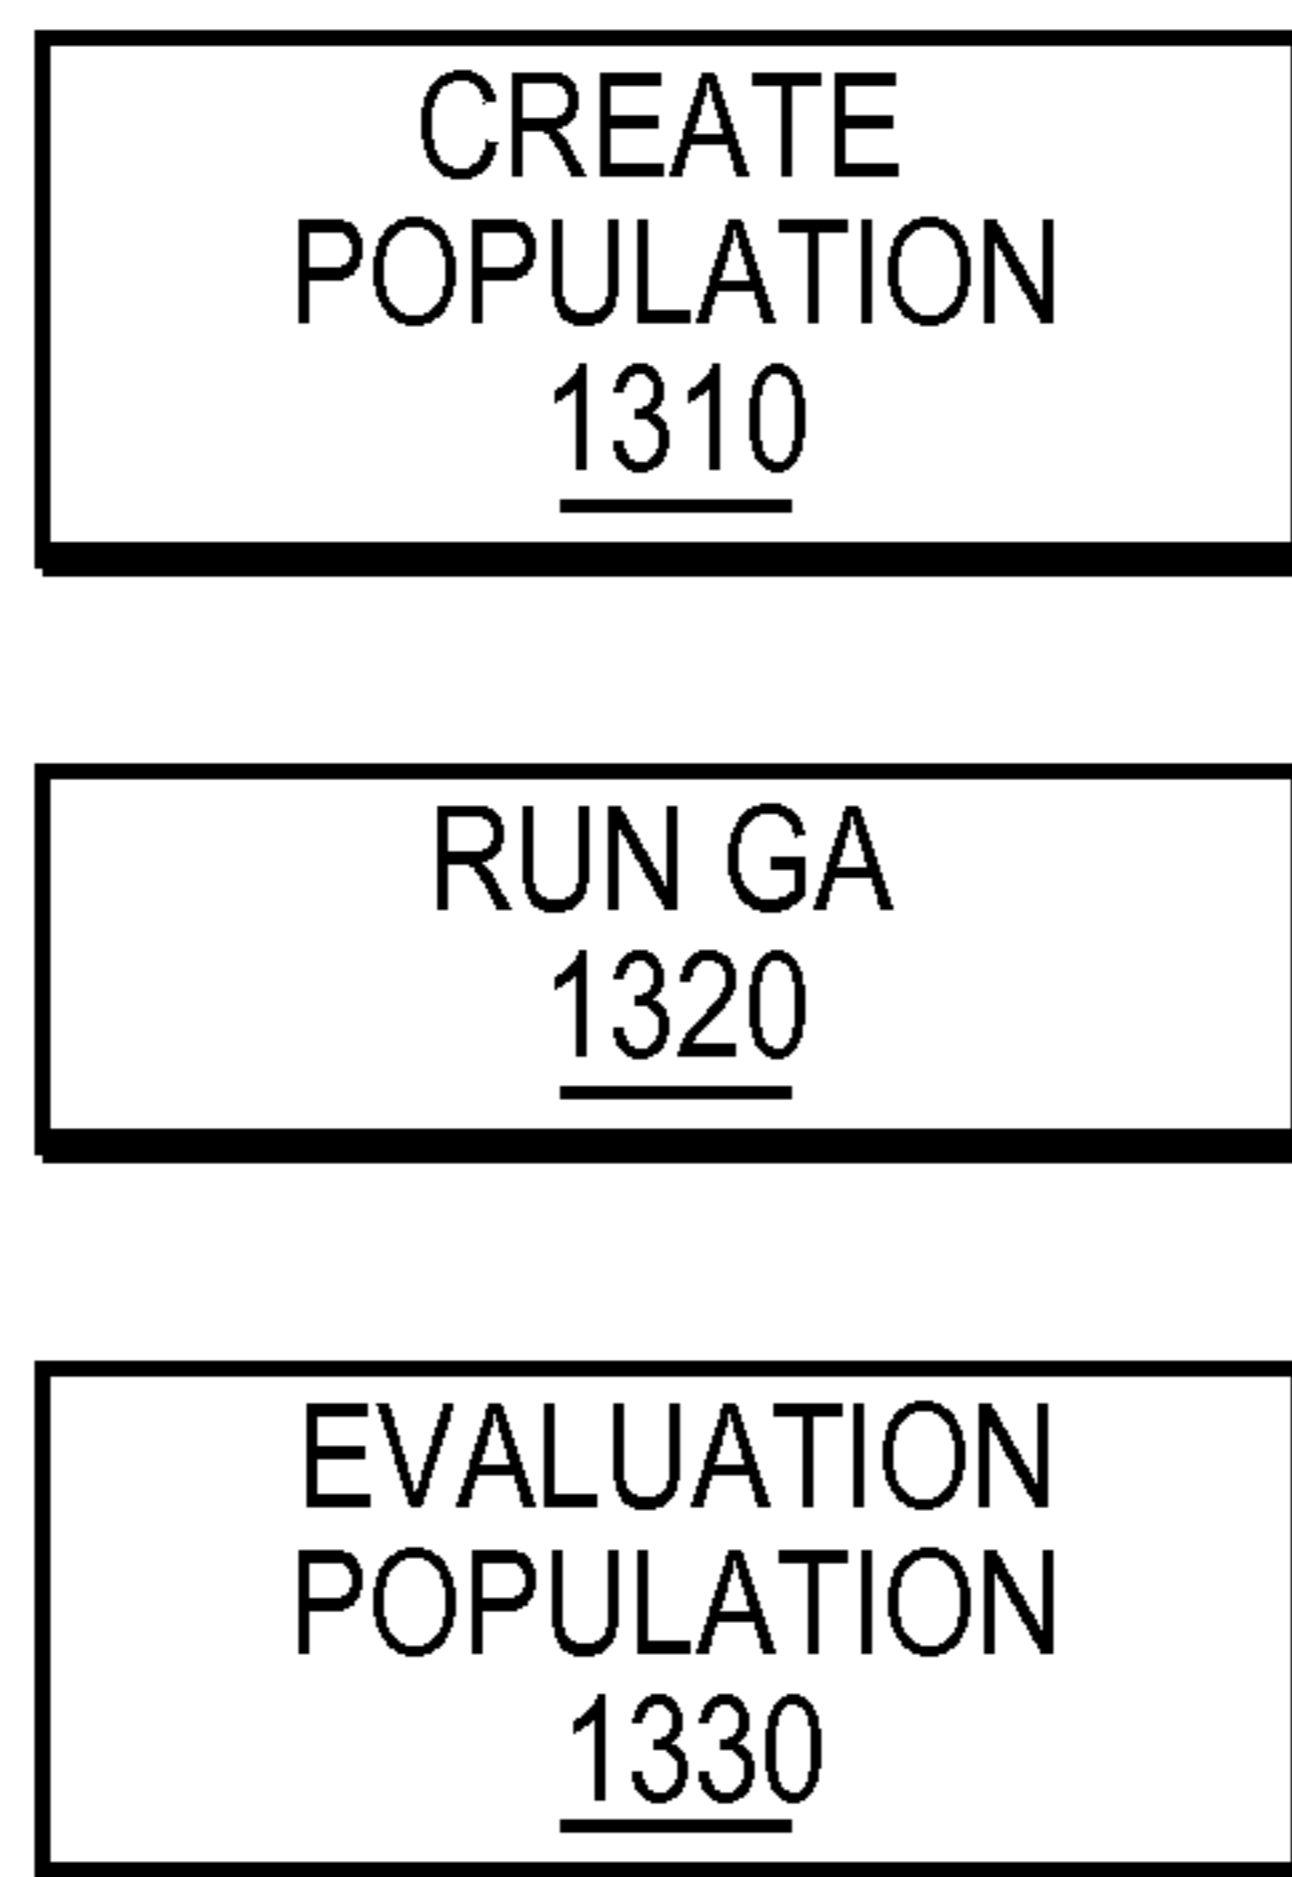 CREATE
POPULATION
1310
RUN GA
1320
EVALUATION
POPULATION
1330